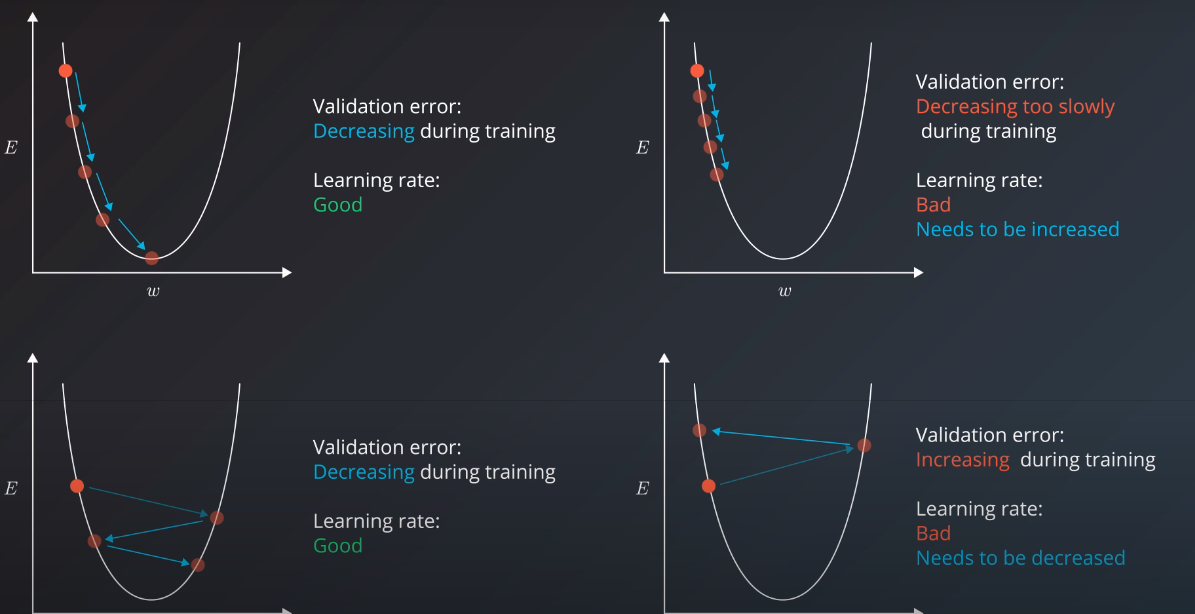 E
w
Validation error:
Decreasing during training
Learning rate:
Good
E
w
Validation error:
Decreasing too slowly
during training
Learning rate:
Bad
Needs to be increased
E
Validation error:
Decreasing during training
Learning rate:
Good
E
Validation error:
Increasing during training
Learning rate:
Bad
Needs to be decreased